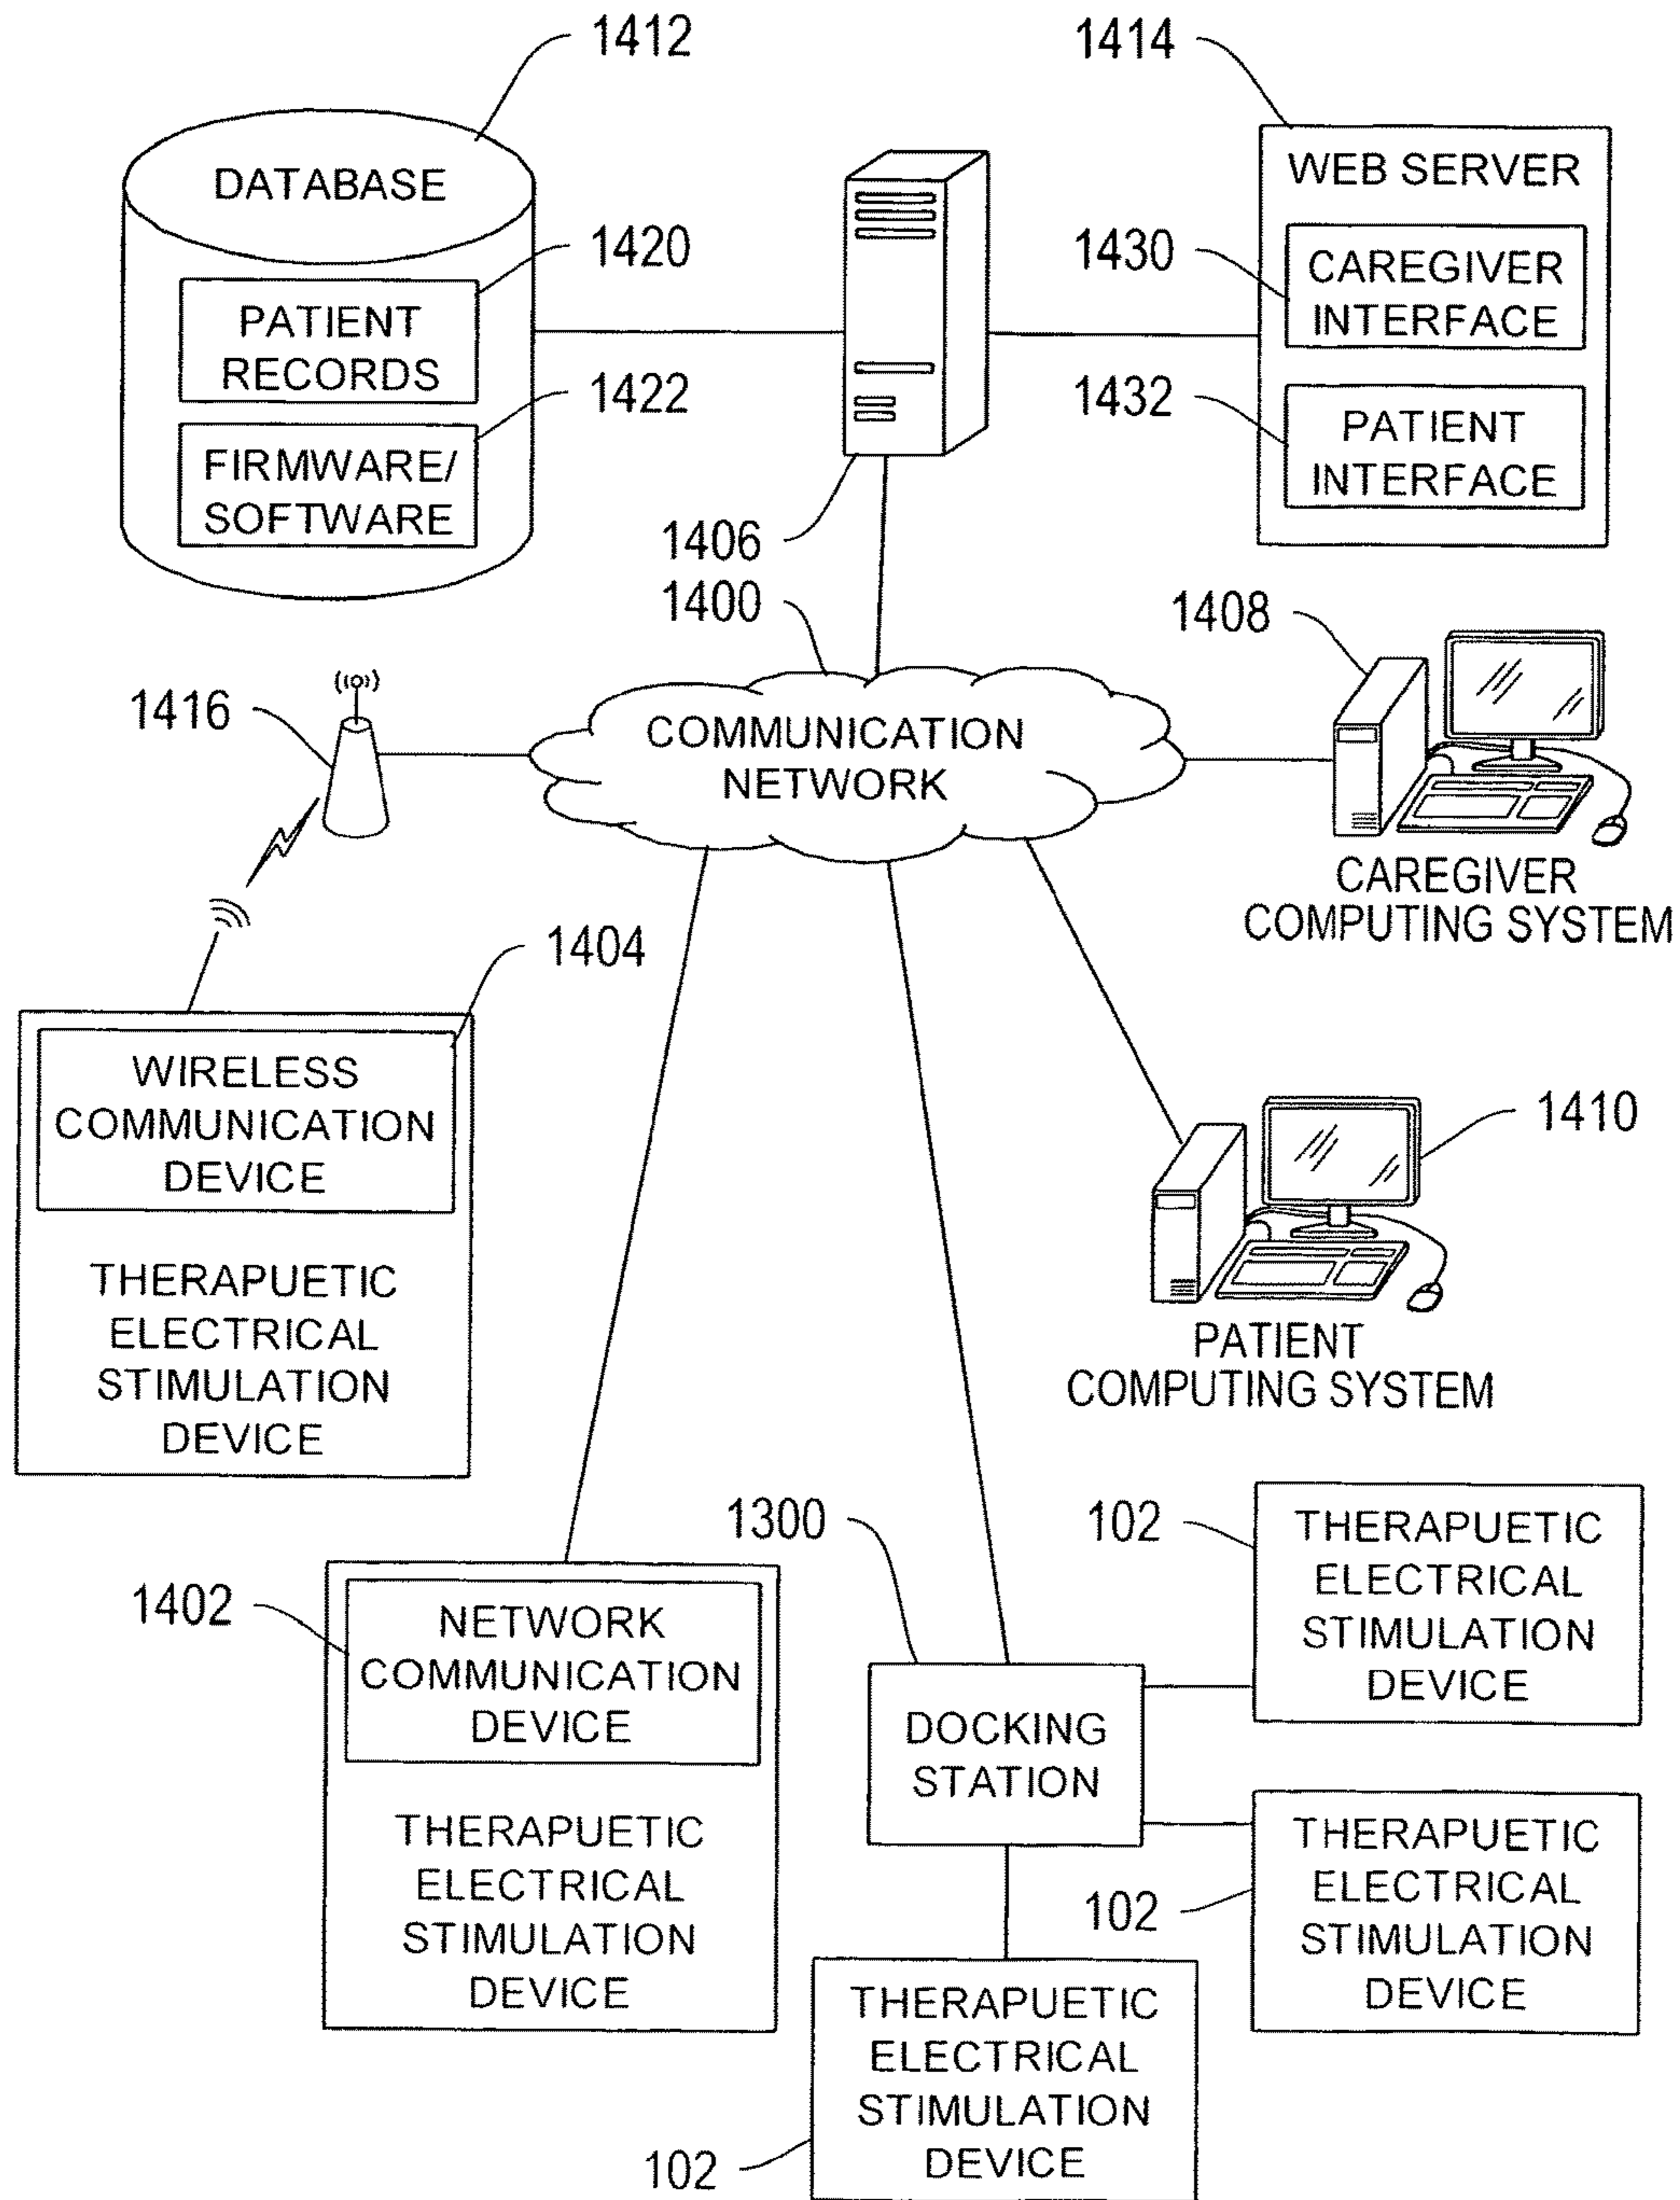 1412
1414
DATABASE
WEB SERVER
1420
PATIENT
RECORDS
1430
CAREGIVER
INTERFACE
1422
FIRMWARE/
SOFTWARE
1432
PATIENT
INTERFACE
1406
1400
1408
1416
COMMUNICATION
NETWORK
CAREGIVER
COMPUTING SYSTEM
1404
WIRELESS
COMMUNICATION
DEVICE
THERAPUETIC
ELECTRICAL
STIMULATION
DEVICE
1410
PATIENT
COMPUTING SYSTEM
1402
NETWORK
COMMUNICATION
DEVICE
THERAPUETIC
ELECTRICAL
STIMULATION
DEVICE
1300
DOCKING
STATION
102
THERAPUETIC
ELECTRICAL
STIMULATION
DEVICE
102
THERAPUETIC
ELECTRICAL
STIMULATION
DEVICE
102
THERAPUETIC
ELECTRICAL
STIMULATION
DEVICE